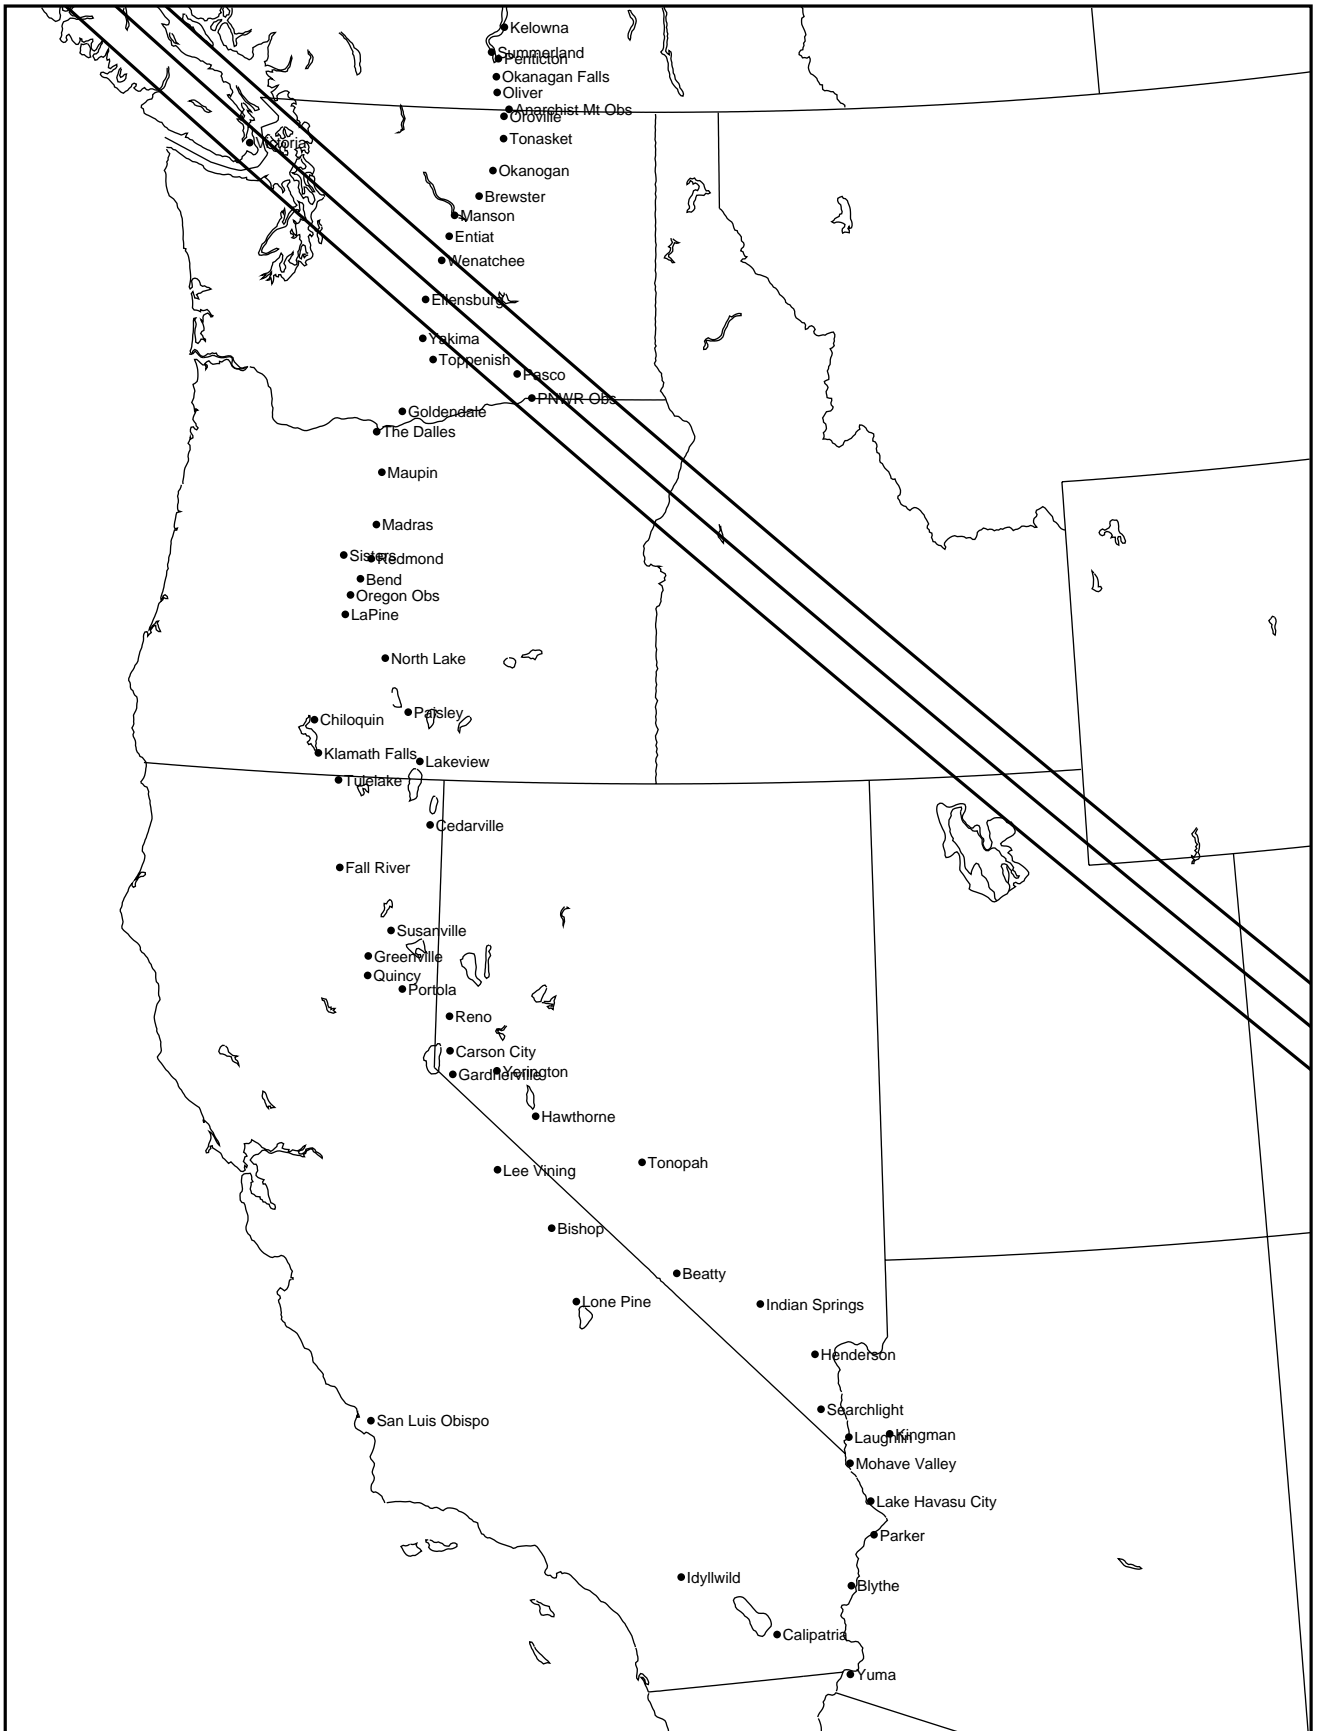 Kelowna
Summerland
Penticton
Okanagan Falls
Oliver
Anarchist Mt Obs
Oroville
Tonasket
Victoria
Okanogan
Brewster
Manson
Entiat
Wenatchee
Ellensburg
Yakima
Toppenish
Pasco
PNWR Obs
Goldendale
The Dalles
Maupin
Madras
Sisters
Redmond
Bend
Oregon Obs
LaPine
North Lake
Paisley
Chiloquin
Klamath Falls
Lakeview
Tulelake
Cedarville
Fall River
Susanville
Greenville
Quincy
Portola
Reno
Carson City
Yerington
Gardnerville
Hawthorne
Tonopah
Lee Vining
Bishop
Beatty
Lone Pine
Indian Springs
Henderson
Searchlight
San Luis Obispo
Kingman
Laughlin
Mohave Valley
Lake Havasu City
Parker
Idyllwild
Blythe
Calipatria
Yuma